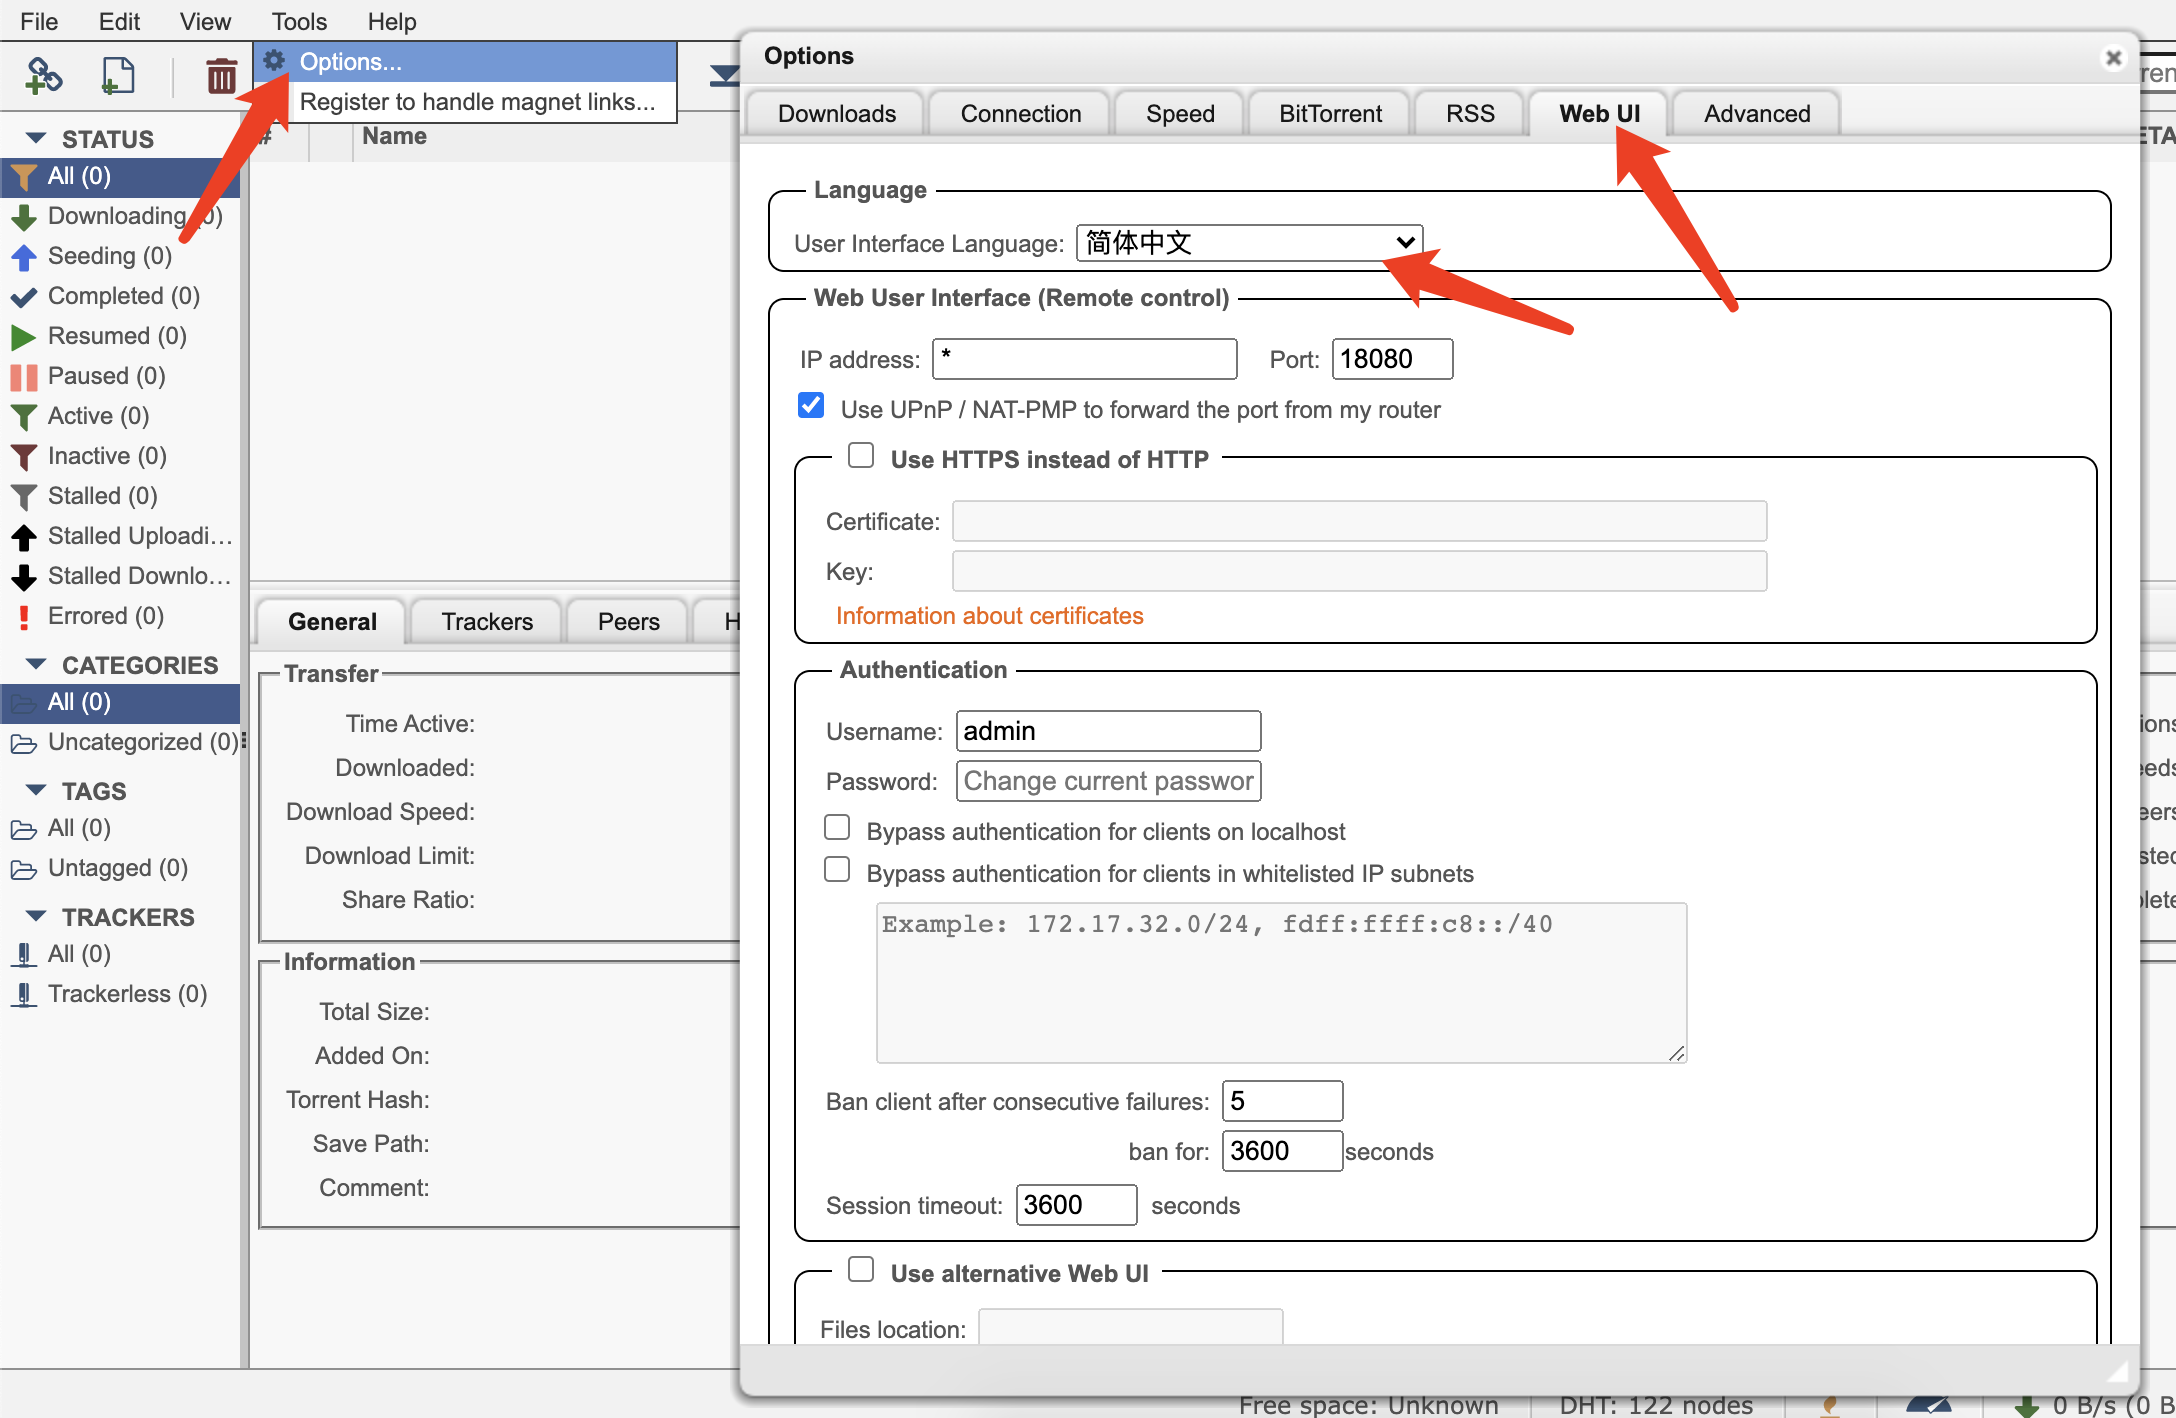 File Edit View Tools Help
Options...
Register to handle magnet links...
# Name
STATUS
All (0)
Downloading (0)
Seeding (0)
Completed (0)
Resumed (0)
Paused (0)
Active (0)
Inactive (0)
Stalled (0)
Stalled Uploadi...
Stalled Downlo...
Errored (0)
CATEGORIES
All (0)
Uncategorized (0)
TAGS
All (0)
Untagged (0)
TRACKERS
All (0)
Trackerless (0)
General Trackers Peers H
Transfer
Time Active:
Downloaded:
Download Speed:
Download Limit:
Share Ratio:
Information
Total Size:
Added On:
Torrent Hash:
Save Path:
Comment:
Options
Downloads Connection Speed BitTorrent RSS Web UI Advanced
Language
User Interface Language: 简体中文
Web User Interface (Remote control)
IP address: * Port: 18080
Use UPnP / NAT-PMP to forward the port from my router
Use HTTPS instead of HTTP
Certificate:
Key:
Information about certificates
Authentication
Username: admin
Password: Change current passwor
Bypass authentication for clients on localhost
Bypass authentication for clients in whitelisted IP subnets
Example: 172.17.32.0/24, fdff:ffff:c8::/40
Ban client after consecutive failures: 5
ban for: 3600 seconds
Session timeout: 3600 seconds
Use alternative Web UI
Files location:
ETA
Free space: Unknown DHT: 122 nodes 0 B/s (0 B